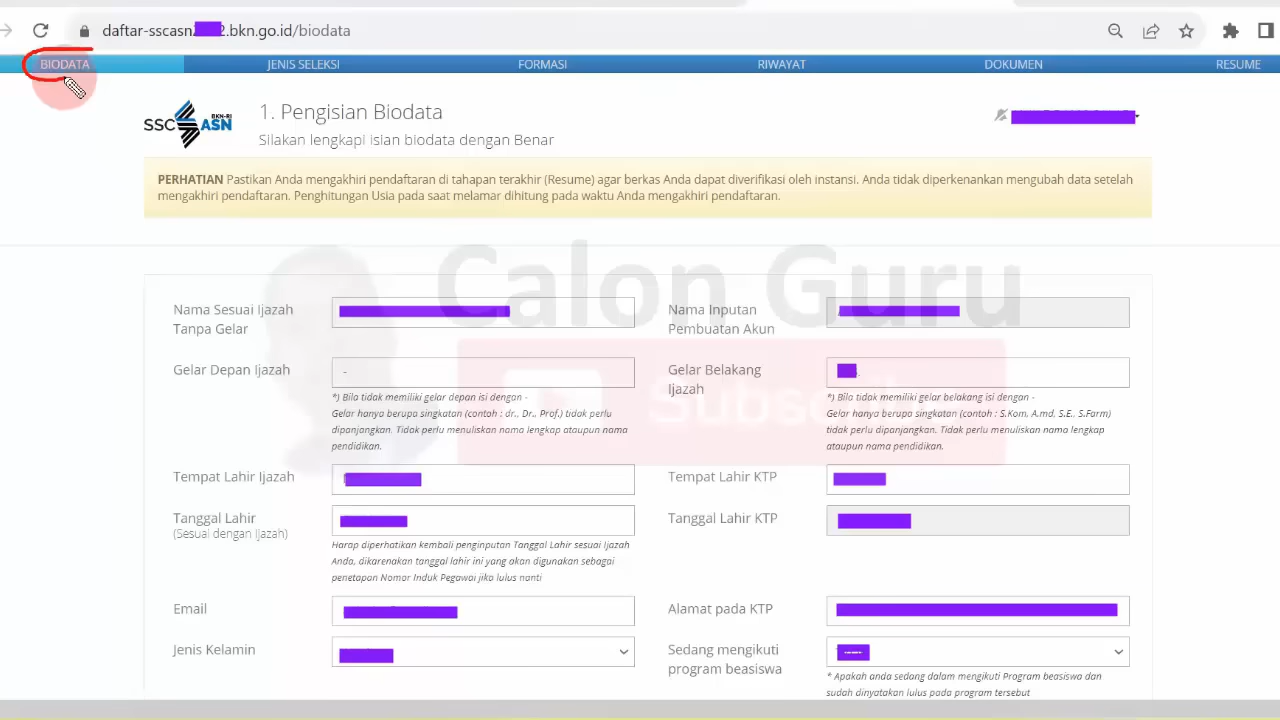 daftar-sscasn2 2.bkn.go.id/biodata
BIODATA JENIS SELEKSI FORMASI RIWAYAT DOKUMEN RESUME
SSC ASN BKN-RI
1. Pengisian Biodata
Silakan lengkapi isian biodata dengan Benar
PERHATIAN Pastikan Anda mengakhiri pendaftaran di tahapan terakhir (Resume) agar berkas Anda dapat diverifikasi oleh instansi. Anda tidak diperkenankan mengubah data setelah
mengakhiri pendaftaran. Penghitungan Usia pada saat melamar dihitung pada waktu Anda mengakhiri pendaftaran.
Calon Guru
Nama Sesuai Ijazah
Tanpa Gelar
Nama Inputan
Pembuatan Akun
Gelar Depan Ijazah
-
*) Bila tidak memiliki gelar depan isi dengan -
Gelar hanya berupa singkatan (contoh : dr., Dr., Prof.) tidak perlu
dipanjangkan. Tidak perlu menuliskan nama lengkap ataupun nama
pendidikan.
Gelar Belakang
Ijazah
*) Bila tidak memiliki gelar belakang isi dengan -
Gelar hanya berupa singkatan (contoh : S.Kom, A.md, S.E., S.Farm)
tidak perlu dipanjangkan. Tidak perlu menuliskan nama lengkap
ataupun nama pendidikan.
Subsc
Tempat Lahir Ijazah
Tempat Lahir KTP
Tanggal Lahir
(Sesuai dengan Ijazah)
Harap diperhatikan kembali penginputan Tanggal Lahir sesuai Ijazah
Anda, dikarenakan tanggal lahir ini yang akan digunakan sebagai
penetapan Nomor Induk Pegawai jika lulus nanti
Tanggal Lahir KTP
Email
Alamat pada KTP
Jenis Kelamin
Sedang mengikuti
program beasiswa
* Apakah anda sedang dalam mengikuti Program beasiswa dan
sudah dinyatakan lulus pada program tersebut